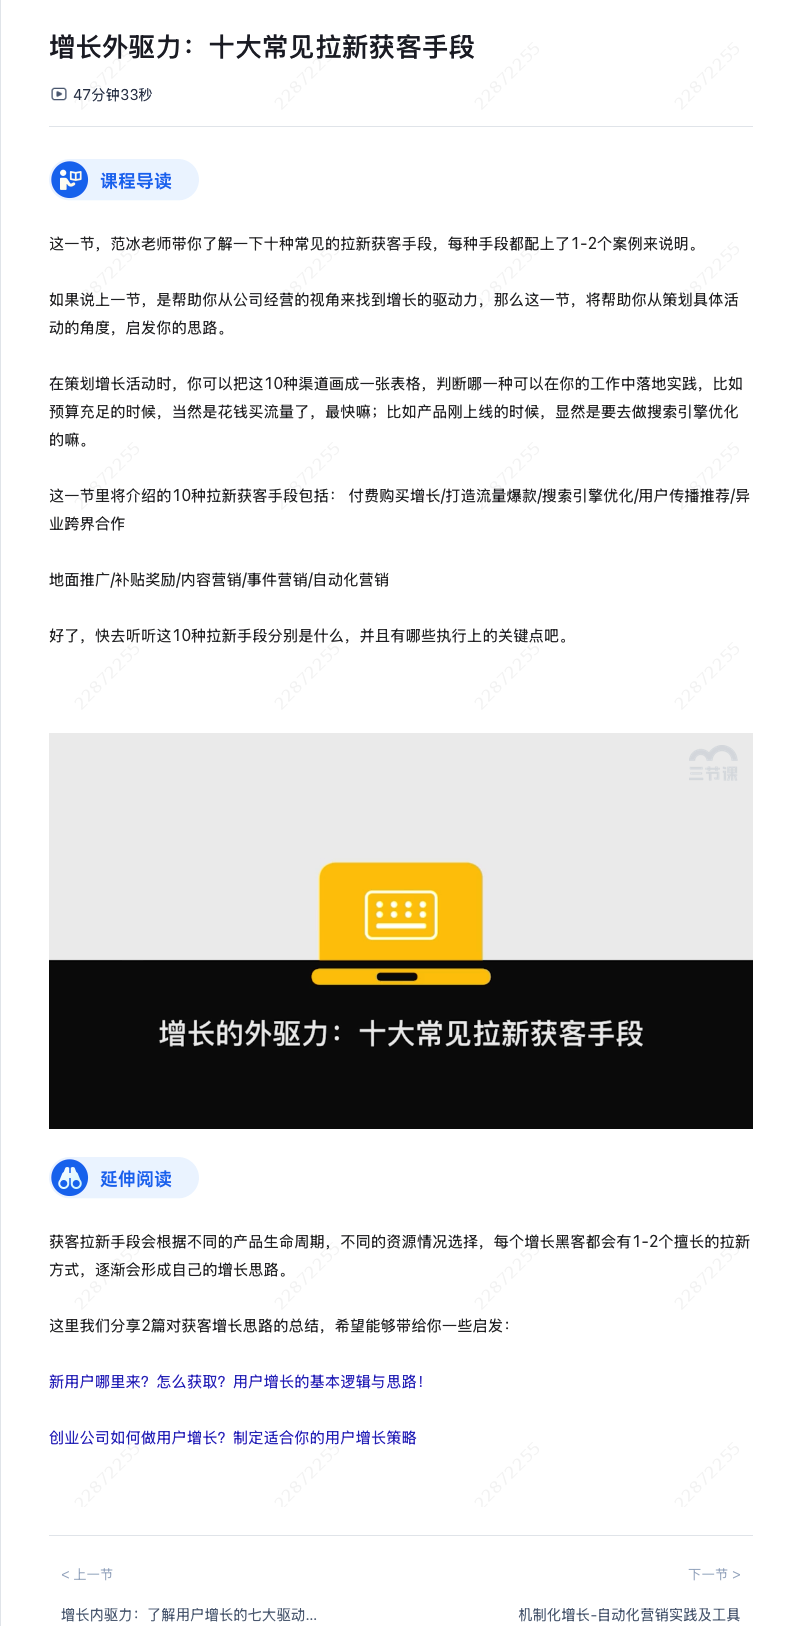 增长外驱力：十大常见拉新获客手段
47分钟33秒
课程导读
这一节，范冰老师带你了解一下十种常见的拉新获客手段，每种手段都配上了1-2个案例来说明。
如果说上一节，是帮助你从公司经营的视角来找到增长的驱动力，那么这一节，将帮助你从策划具体活
动的角度，启发你的思路。
在策划增长活动时，你可以把这10种渠道画成一张表格，判断哪一种可以在你的工作中落地实践，比如
预算充足的时候，当然是花钱买流量了，最快嘛；比如产品刚上线的时候，显然是要去做搜索引擎优化
的嘛。
这一节里将介绍的10种拉新获客手段包括： 付费购买增长/打造流量爆款/搜索引擎优化/用户传播推荐/异
业跨界合作
地面推广/补贴奖励/内容营销/事件营销/自动化营销
好了，快去听听这10种拉新手段分别是什么，并且有哪些执行上的关键点吧。
三节课
增长的外驱力：十大常见拉新获客手段
延伸阅读
获客拉新手段会根据不同的产品生命周期，不同的资源情况选择，每个增长黑客都会有1-2个擅长的拉新
方式，逐渐会形成自己的增长思路。
这里我们分享2篇对获客增长思路的总结，希望能够带给你一些启发：
新用户哪里来？怎么获取？用户增长的基本逻辑与思路！
创业公司如何做用户增长？制定适合你的用户增长策略
< 上一节 下一节 >
增长内驱力：了解用户增长的七大驱动... 机制化增长-自动化营销实践及工具
22872255